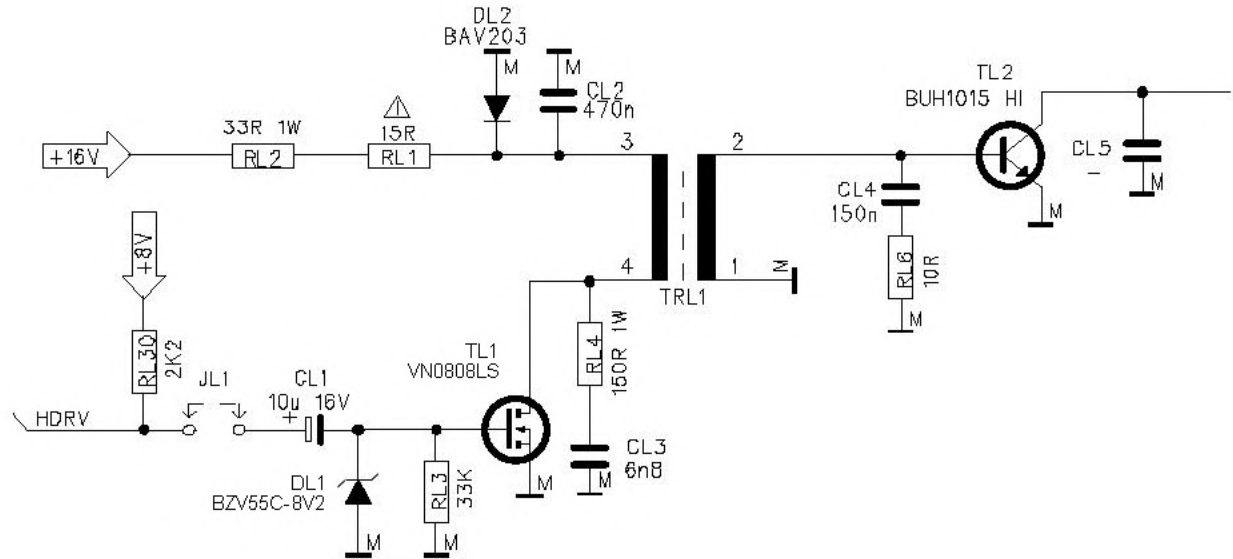 DL2
BAV203
M
M
CL2
470n
TL2
BUH1015 HI
33R 1W
15R
+16V
RL2
RL1
3
2
CL5
-
M
CL4
150n
M
+8V
RL6
10R
4
1
M
TRL1
M
RL30
2K2
TL1
VN0808LS
RL4
150R 1W
JL1
CL1
10u 16V
+
HDRV
CL3
6n8
M
DL1
BZV55C-8V2
RL3
33K
M
M
M